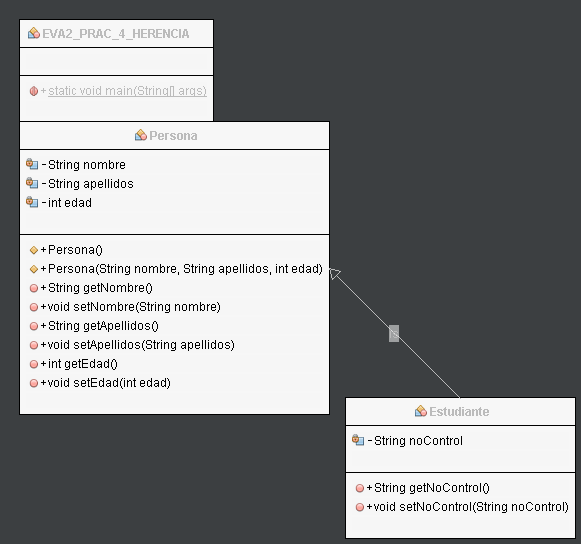 EVA2_PRAC_4_HERENCIA
+static void main(String[] args)
Persona
-String nombre
-String apellidos
-int edad
+Persona()
+Persona(String nombre, String apellidos, int edad)
+String getNombre()
+void setNombre(String nombre)
+String getApellidos()
+void setApellidos(String apellidos)
+int getEdad()
+void setEdad(int edad)
Estudiante
-String noControl
+String getNoControl()
+void setNoControl(String noControl)